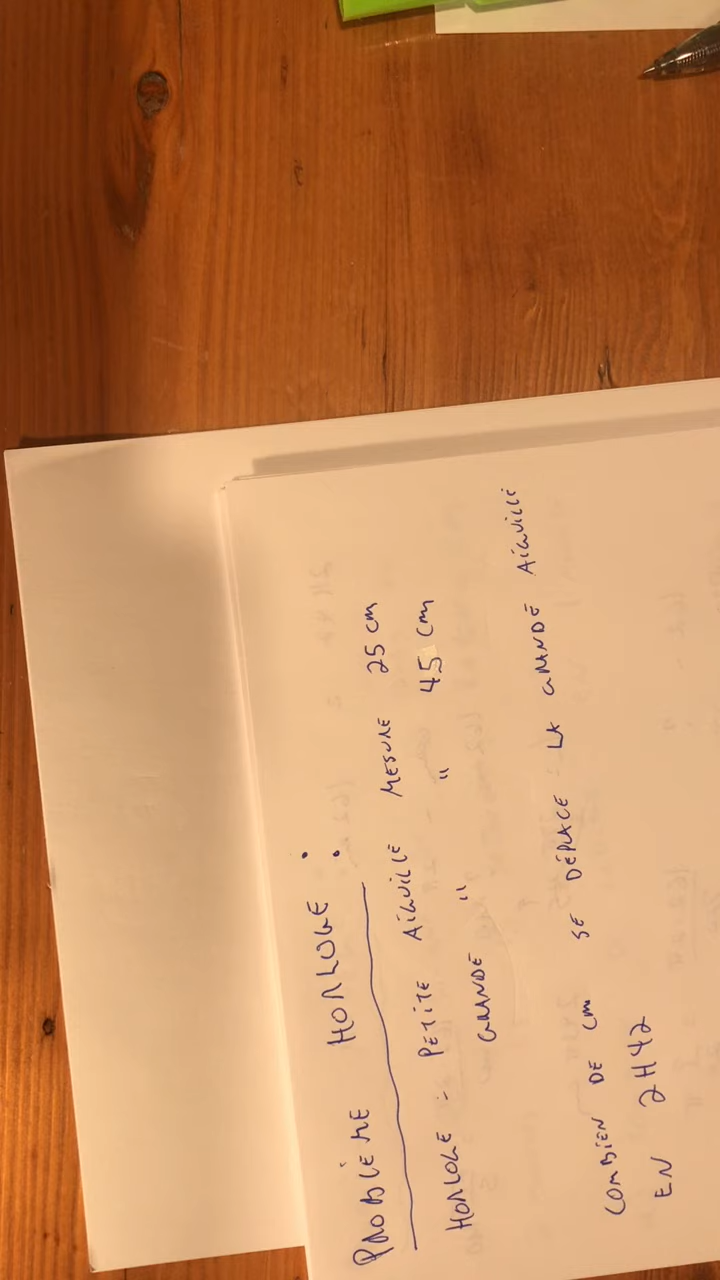 PROBLÈME HORLOGE :
HORLOGE : PETITE AIGUILLE MESURE 25 cm
GRANDE " " 45 cm
COMBIEN DE cm SE DÉPLACE LA GRANDE AIGUILLE
EN 2H42